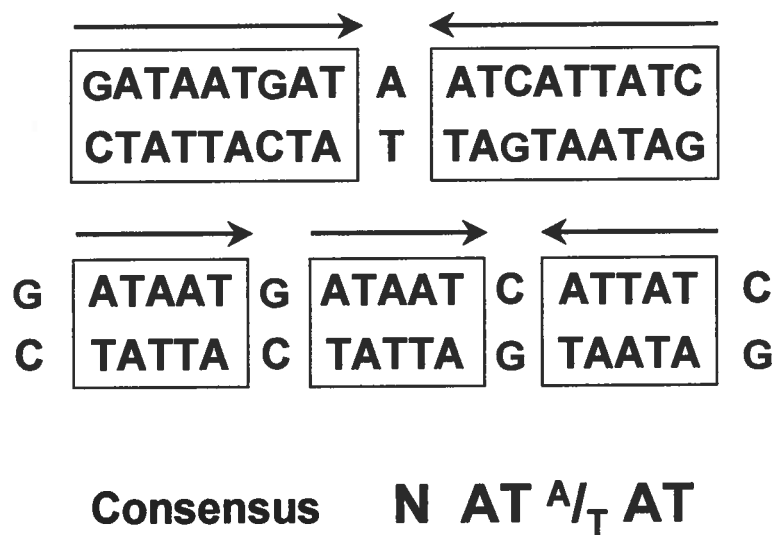 GATAATGAT A ATCATTATC
CTATTACTA T TAGTAATAG
G ATAAT G ATAAT C ATTAT C
C TATTA C TATTA G TAATA G
Consensus N AT A/T AT